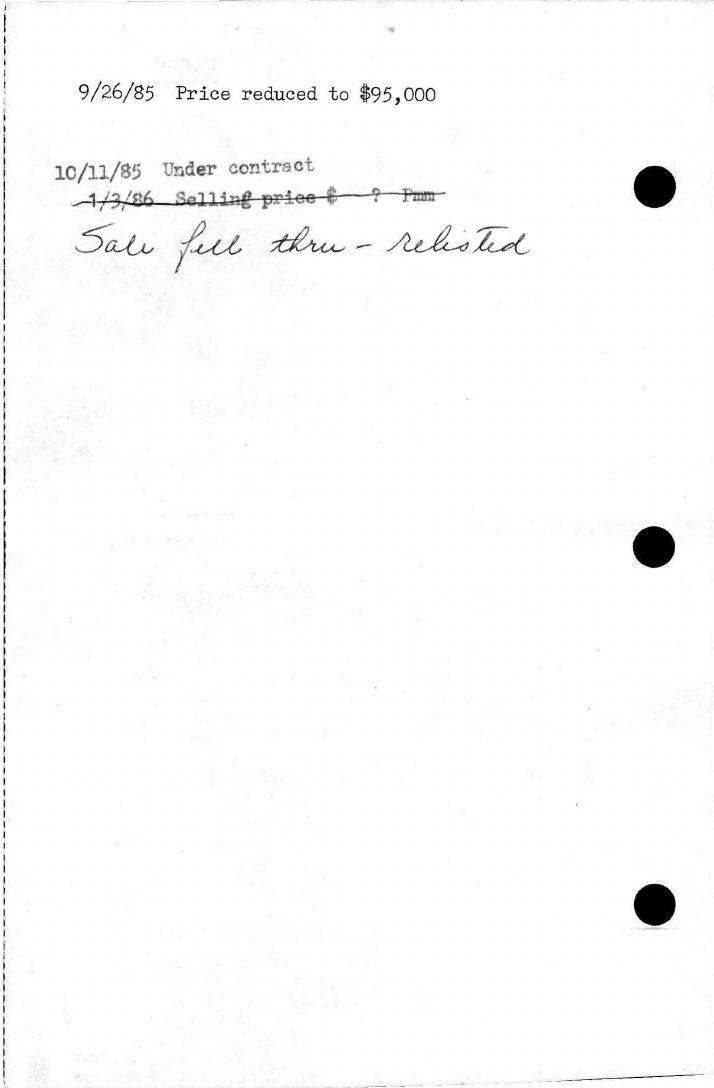 9/26/85 Price reduced to $95,000
10/11/85 Under contract
1/3/86 Selling price $ ? Pmm
Sale fell thru - relisted